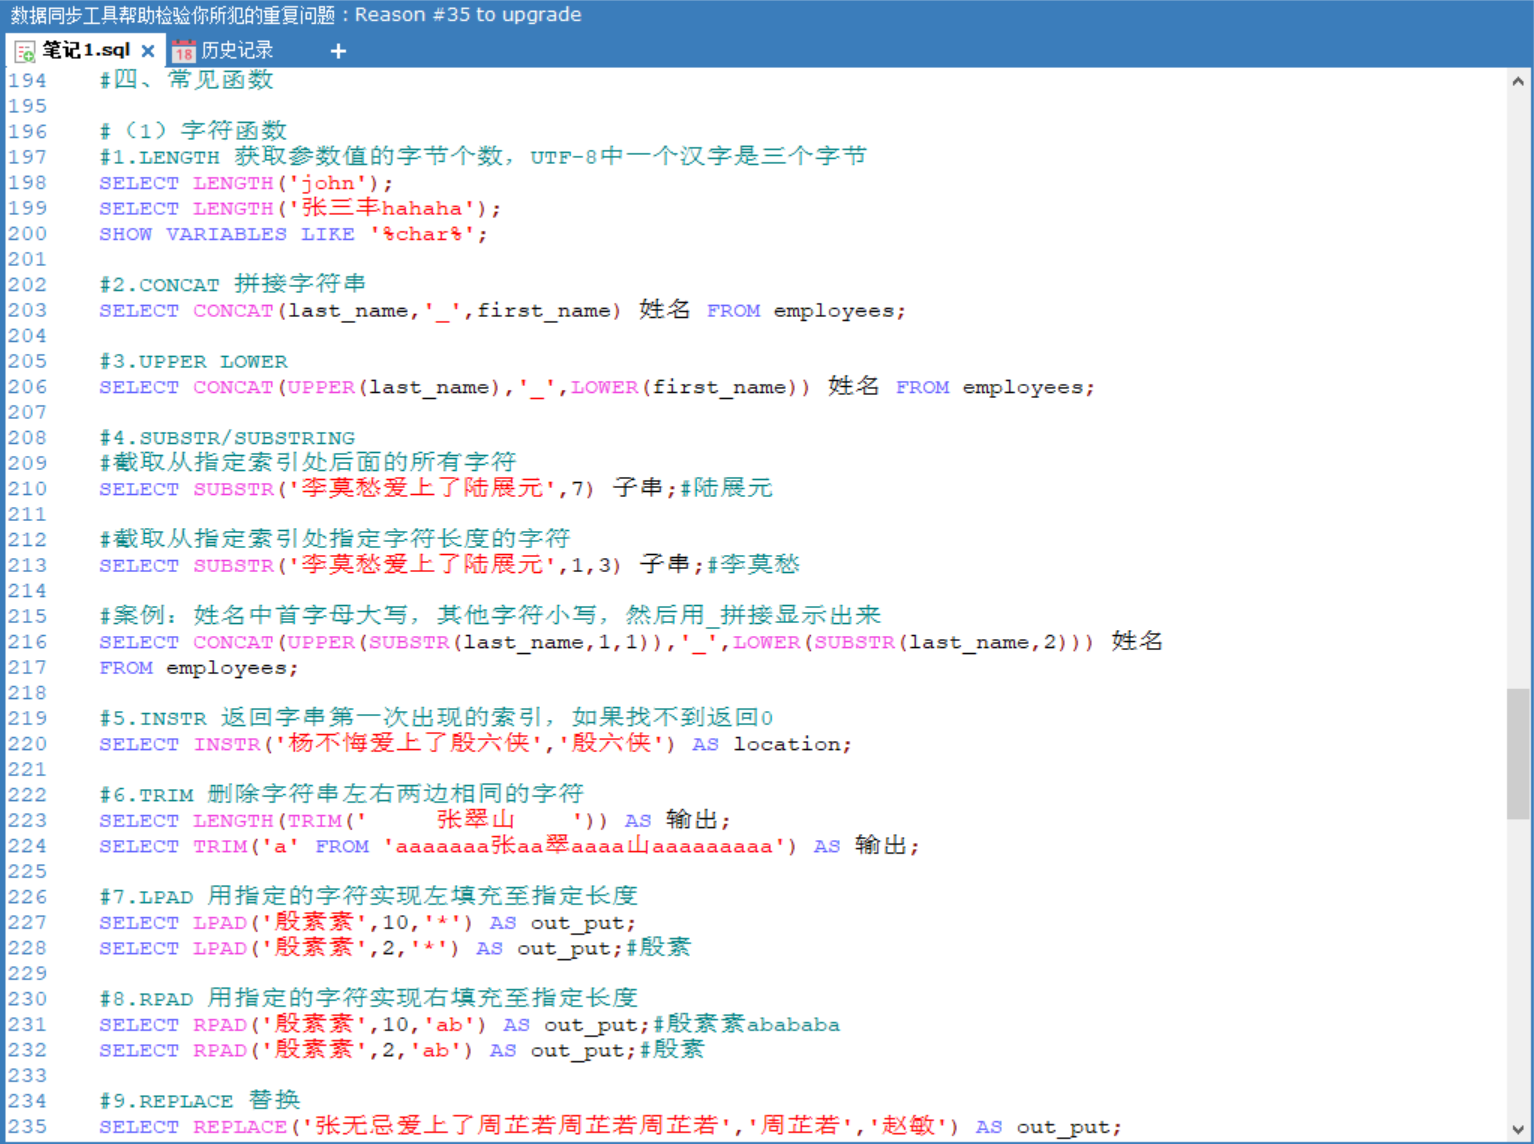 数据同步工具帮助检验你所犯的重复问题：Reason #35 to upgrade
笔记1.sql × 18 历史记录 +
194 #四、常见函数
195
196 #（1）字符函数
197 #1.LENGTH 获取参数值的字节个数，UTF-8中一个汉字是三个字节
198 SELECT LENGTH('john');
199 SELECT LENGTH('张三丰hahaha');
200 SHOW VARIABLES LIKE '%char%';
201
202 #2.CONCAT 拼接字符串
203 SELECT CONCAT(last_name,'_',first_name) 姓名 FROM employees;
204
205 #3.UPPER LOWER
206 SELECT CONCAT(UPPER(last_name),'_',LOWER(first_name)) 姓名 FROM employees;
207
208 #4.SUBSTR/SUBSTRING
209 #截取从指定索引处后面的所有字符
210 SELECT SUBSTR('李莫愁爱上了陆展元',7) 子串;#陆展元
211
212 #截取从指定索引处指定字符长度的字符
213 SELECT SUBSTR('李莫愁爱上了陆展元',1,3) 子串;#李莫愁
214
215 #案例：姓名中首字母大写，其他字符小写，然后用_拼接显示出来
216 SELECT CONCAT(UPPER(SUBSTR(last_name,1,1)),'_',LOWER(SUBSTR(last_name,2))) 姓名
217 FROM employees;
218
219 #5.INSTR 返回字串第一次出现的索引，如果找不到返回0
220 SELECT INSTR('杨不悔爱上了殷六侠','殷六侠') AS location;
221
222 #6.TRIM 删除字符串左右两边相同的字符
223 SELECT LENGTH(TRIM('     张翠山    ')) AS 输出;
224 SELECT TRIM('a' FROM 'aaaaaaa张aa翠aaaa山aaaaaaaaa') AS 输出;
225
226 #7.LPAD 用指定的字符实现左填充至指定长度
227 SELECT LPAD('殷素素',10,'*') AS out_put;
228 SELECT LPAD('殷素素',2,'*') AS out_put;#殷素
229
230 #8.RPAD 用指定的字符实现右填充至指定长度
231 SELECT RPAD('殷素素',10,'ab') AS out_put;#殷素素abababa
232 SELECT RPAD('殷素素',2,'ab') AS out_put;#殷素
233
234 #9.REPLACE 替换
235 SELECT REPLACE('张无忌爱上了周芷若周芷若周芷若','周芷若','赵敏') AS out_put;